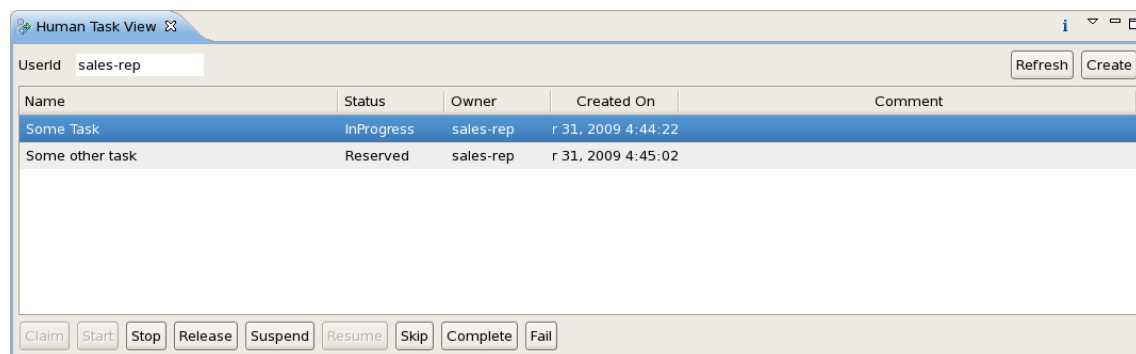 Human Task View
UserId sales-rep Refresh Create
Name Status Owner Created On Comment
Some Task InProgress sales-rep r 31, 2009 4:44:22
Some other task Reserved sales-rep r 31, 2009 4:45:02
Claim Start Stop Release Suspend Resume Skip Complete Fail